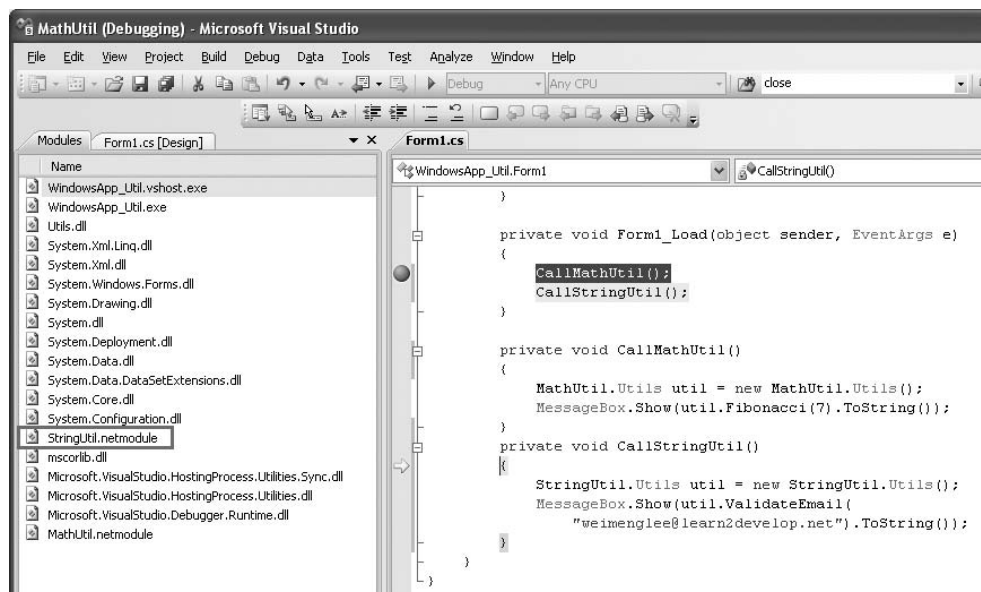 MathUtil (Debugging) - Microsoft Visual Studio
File Edit View Project Build Debug Data Tools Test Analyze Window Help
Debug Any CPU close
Modules Form1.cs [Design] Form1.cs
Name
WindowsApp_Util.vshost.exe
WindowsApp_Util.exe
Utils.dll
System.Xml.Linq.dll
System.Xml.dll
System.Windows.Forms.dll
System.Drawing.dll
System.dll
System.Deployment.dll
System.Data.dll
System.Data.DataSetExtensions.dll
System.Core.dll
System.Configuration.dll
StringUtil.netmodule
mscorlib.dll
Microsoft.VisualStudio.HostingProcess.Utilities.Sync.dll
Microsoft.VisualStudio.HostingProcess.Utilities.dll
Microsoft.VisualStudio.Debugger.Runtime.dll
MathUtil.netmodule
WindowsApp_Util.Form1 CallStringUtil()
}
private void Form1_Load(object sender, EventArgs e)
{
CallMathUtil();
CallStringUtil();
}
private void CallMathUtil()
{
MathUtil.Utils util = new MathUtil.Utils();
MessageBox.Show(util.Fibonacci(7).ToString());
}
private void CallStringUtil()
{
StringUtil.Utils util = new StringUtil.Utils();
MessageBox.Show(util.ValidateEmail(
"weimenglee@learn2develop.net").ToString());
}
}
}